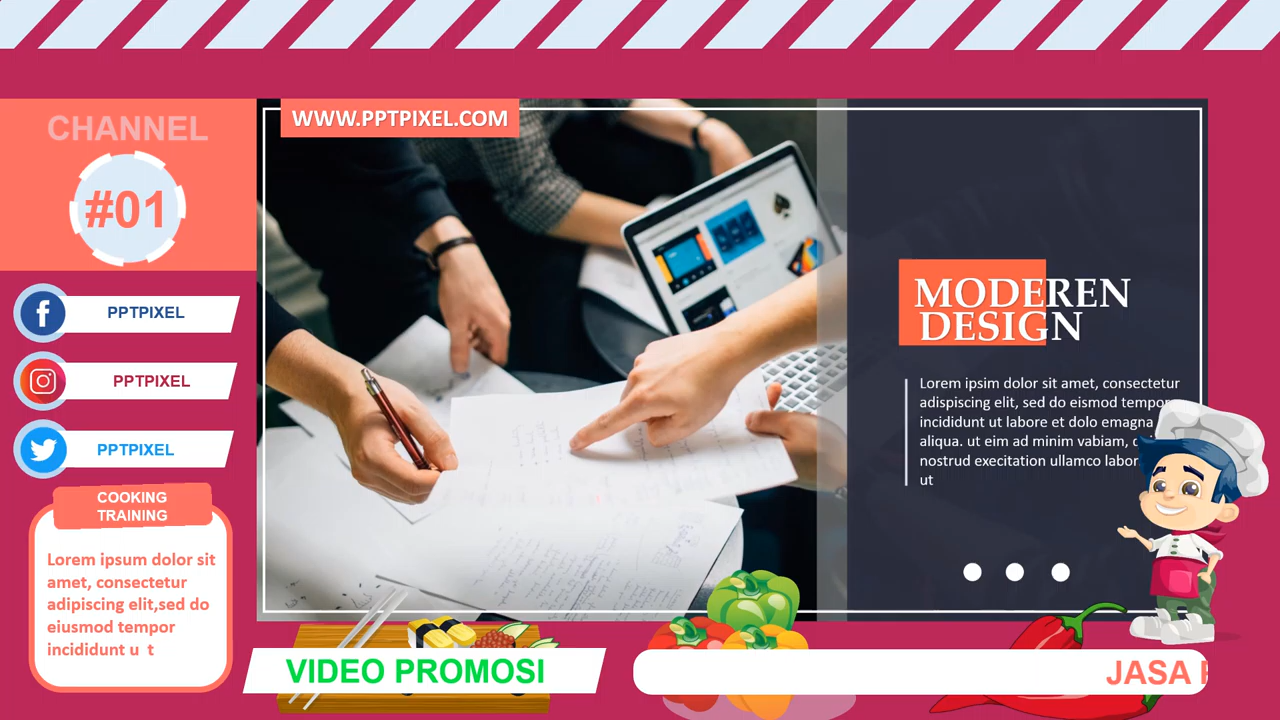 CHANNEL
#01
WWW.PPTPIXEL.COM
PPTPIXEL
PPTPIXEL
PPTPIXEL
COOKING
TRAINING
Lorem ipsum dolor sit
amet, consectetur
adipiscing elit,sed do
eiusmod tempor
incididunt u t
MODEREN
DESIGN
Lorem ipsim dolor sit amet, consectetur
adipiscing elit, sed do eismod tempor
incididunt ut labore et dolo emagna
aliqua. ut eim ad minim vabiam,
nostrud execitation ullamco labor
ut
VIDEO PROMOSI
JASA